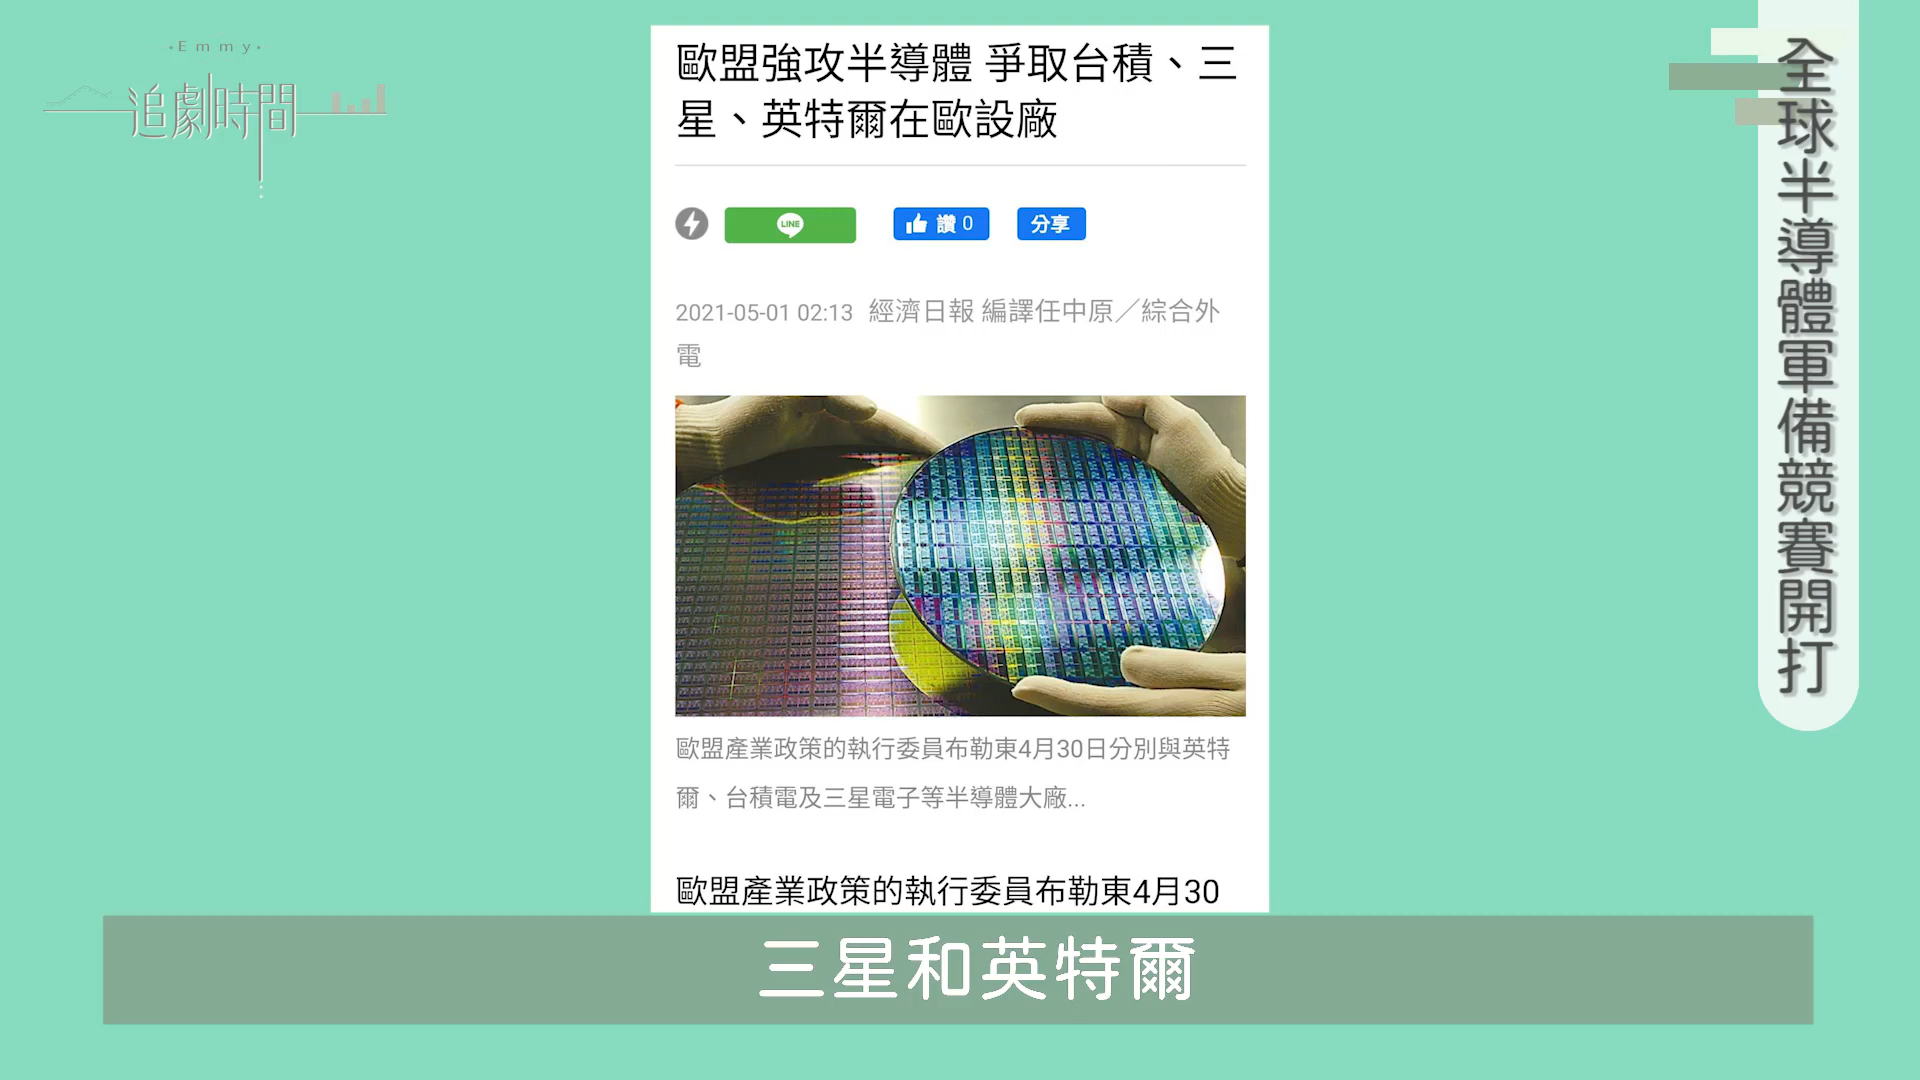 ·Emmy·
追劇時間
歐盟強攻半導體 爭取台積、三
星、英特爾在歐設廠
LINE
讚 0
分享
2021-05-01 02:13 經濟日報 編譯任中原／綜合外
電
歐盟產業政策的執行委員布勒東4月30日分別與英特
爾、台積電及三星電子等半導體大廠...
歐盟產業政策的執行委員布勒東4月30
全球半導體軍備競賽開打
三星和英特爾